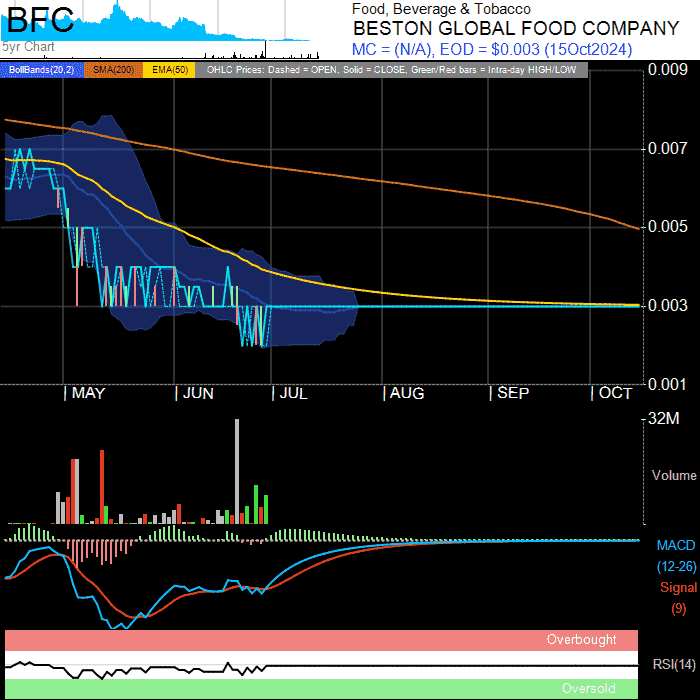 BFC
5yr Chart
Food, Beverage & Tobacco
BESTON GLOBAL FOOD COMPANY
MC = (N/A), EOD = $0.003 (15Oct2024)
BollBands(20,2) SMA(200) EMA(50) OHLC Prices: Dashed = OPEN, Solid = CLOSE, Green/Red bars = Intra-day HIGH/LOW
0.009
0.007
0.005
0.003
0.001
MAY JUN JUL AUG SEP OCT
32M
Volume
MACD
(12-26)
Signal
(9)
Overbought
RSI(14)
Oversold